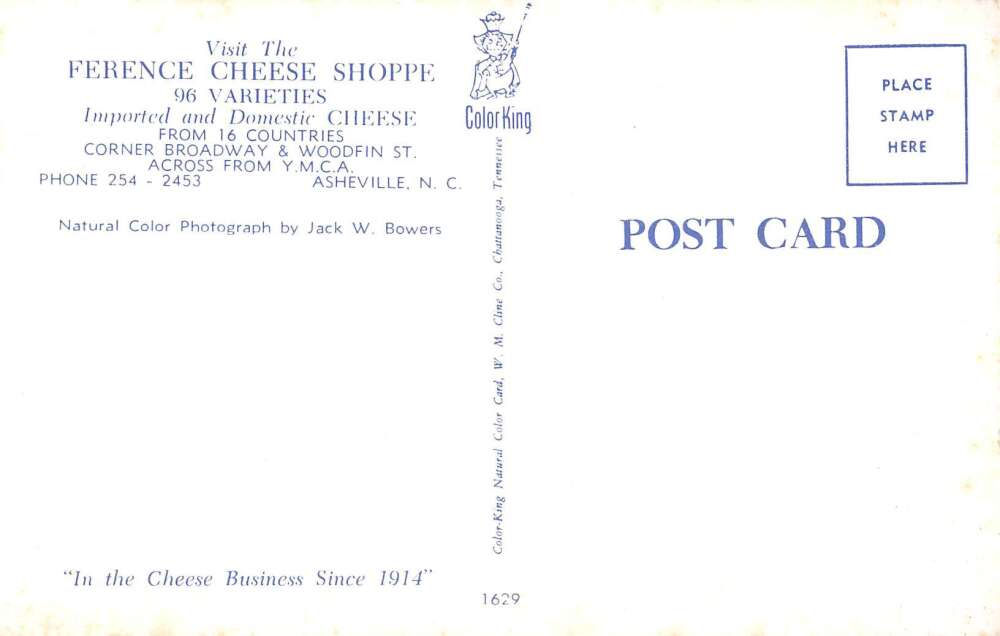 Visit The
FERENCE CHEESE SHOPPE
96 VARIETIES
Imported and Domestic CHEESE
FROM 16 COUNTRIES
CORNER BROADWAY & WOODFIN ST.
ACROSS FROM Y.M.C.A.
PHONE 254 - 2453 ASHEVILLE, N. C.
Natural Color Photograph by Jack W. Bowers
"In the Cheese Business Since 1914"
ColorKing
Color-King Natural Color Card, W. M. Cline Co., Chattanooga, Tennessee
1629
PLACE
STAMP
HERE
POST CARD